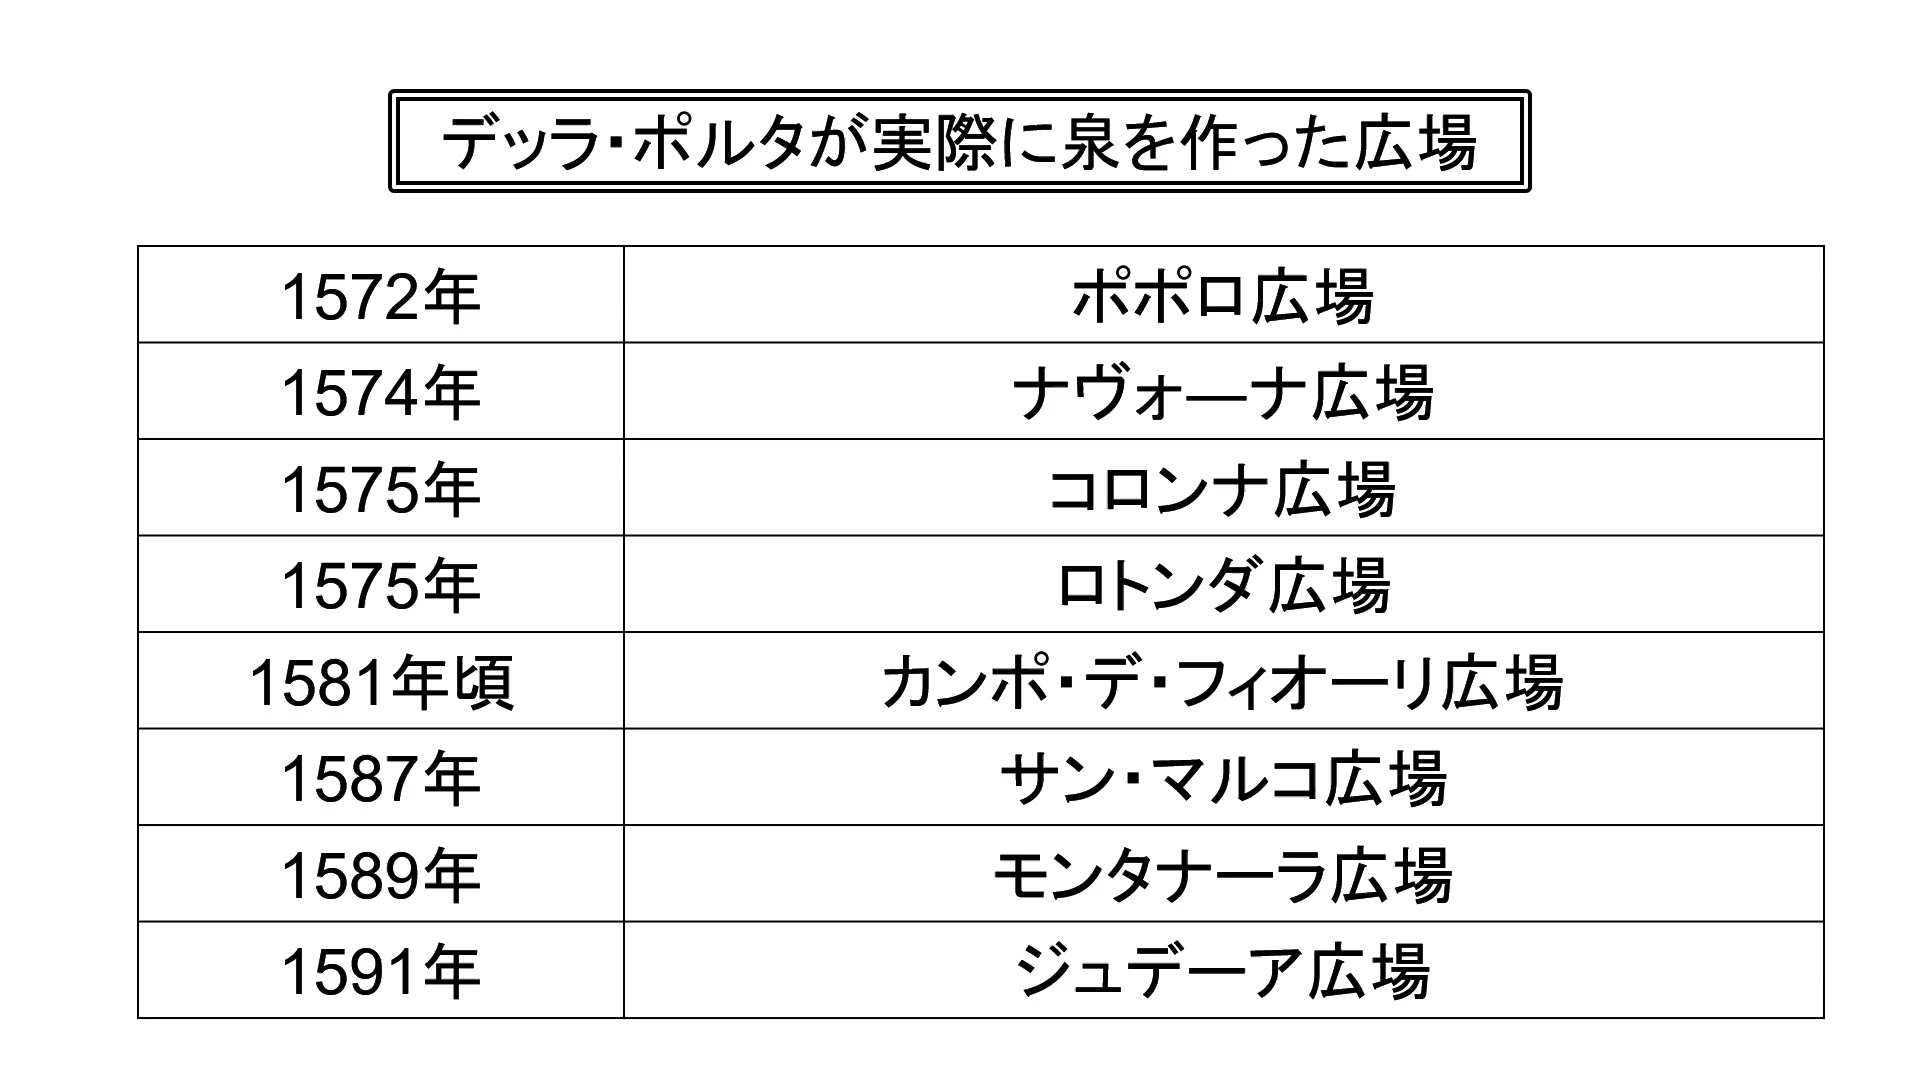 デッラ・ポルタが実際に泉を作った広場
1572年 ポポロ広場
1574年 ナヴォ―ナ広場
1575年 コロンナ広場
1575年 ロトンダ広場
1581年頃 カンポ・デ・フィオーリ広場
1587年 サン・マルコ広場
1589年 モンタナーラ広場
1591年 ジュデーア広場